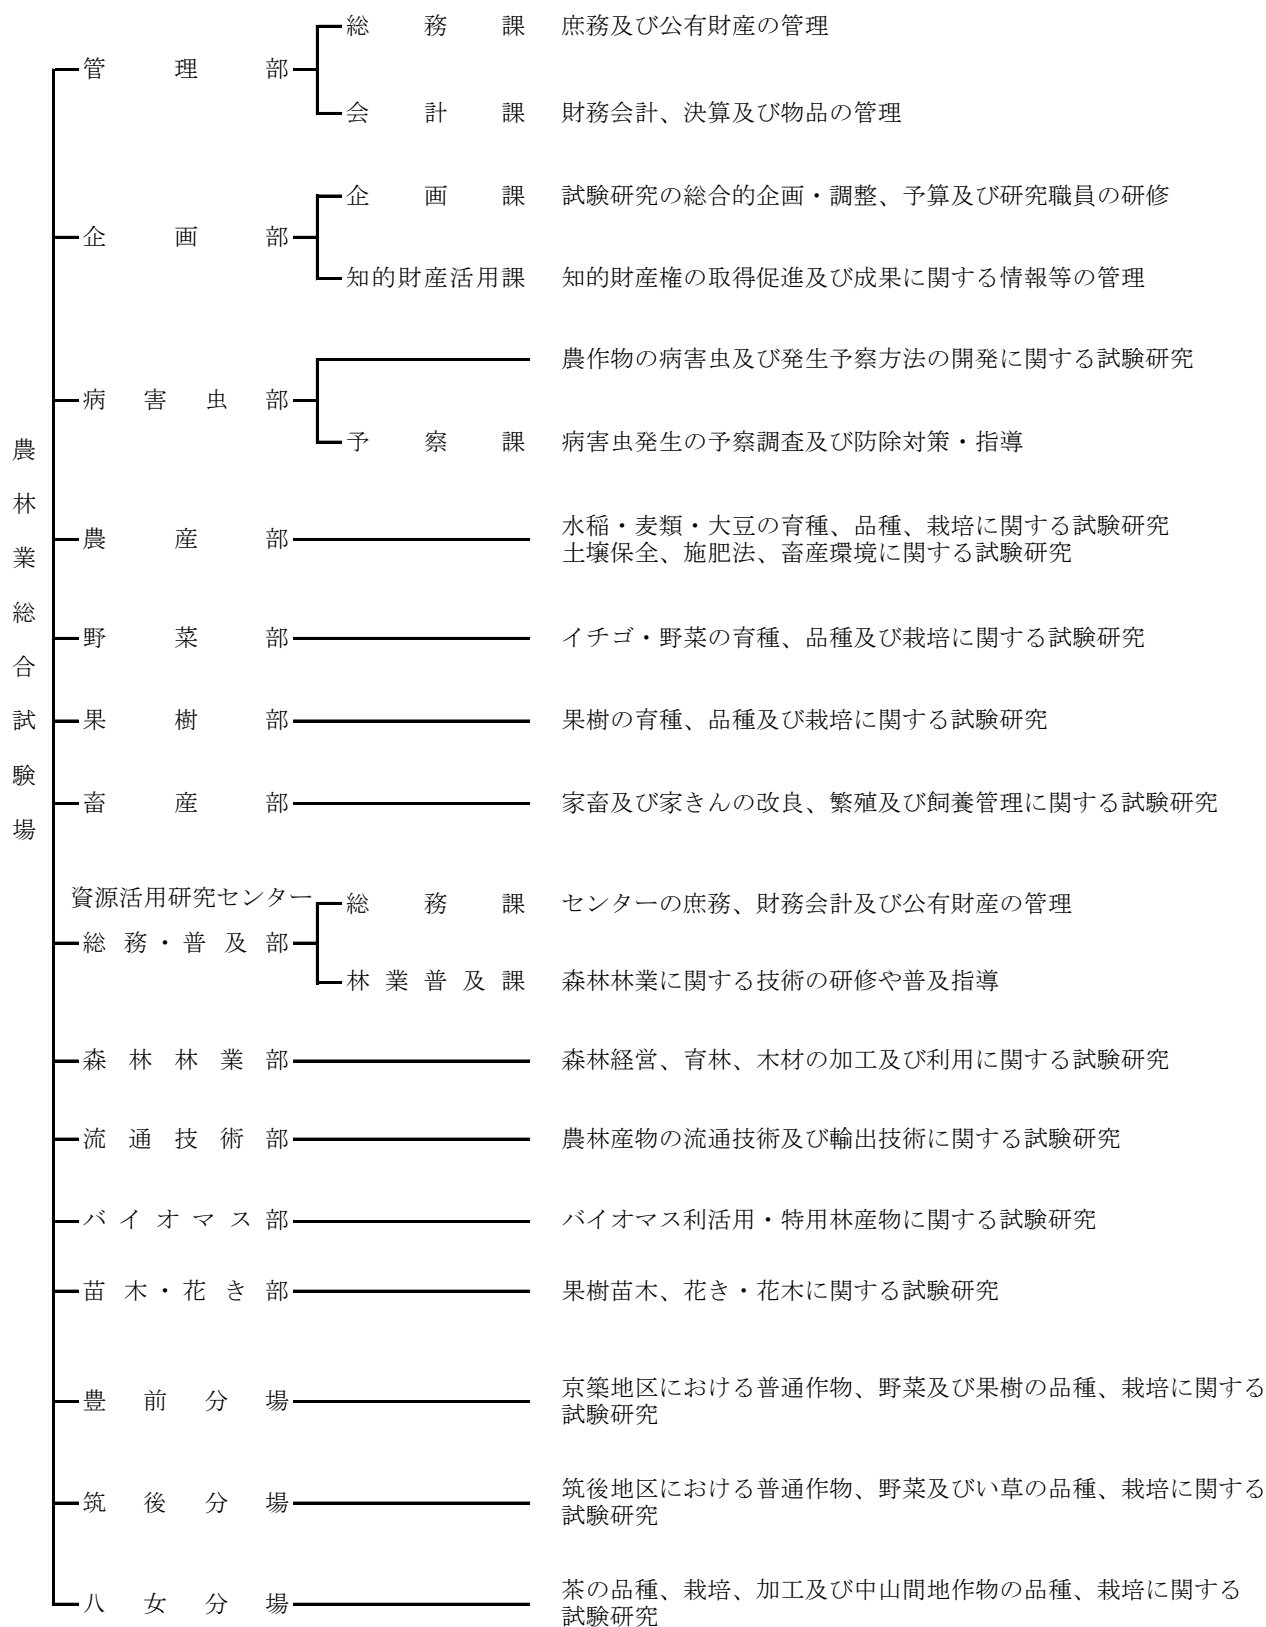 農林業総合試験場
総務課 庶務及び公有財産の管理
管理部
会計課 財務会計、決算及び物品の管理
企画課 試験研究の総合的企画・調整、予算及び研究職員の研修
企画部
知的財産活用課 知的財産権の取得促進及び成果に関する情報等の管理
農作物の病害虫及び発生予察方法の開発に関する試験研究
病害虫部
予察課 病害虫発生の予察調査及び防除対策・指導
農産部 水稲・麦類・大豆の育種、品種、栽培に関する試験研究
土壌保全、施肥法、畜産環境に関する試験研究
野菜部 イチゴ・野菜の育種、品種及び栽培に関する試験研究
果樹部 果樹の育種、品種及び栽培に関する試験研究
畜産部 家畜及び家きんの改良、繁殖及び飼養管理に関する試験研究
資源活用研究センター
総務課 センターの庶務、財務会計及び公有財産の管理
総務・普及部
林業普及課 森林林業に関する技術の研修や普及指導
森林林業部 森林経営、育林、木材の加工及び利用に関する試験研究
流通技術部 農林産物の流通技術及び輸出技術に関する試験研究
バイオマス部 バイオマス利活用・特用林産物に関する試験研究
苗木・花き部 果樹苗木、花き・花木に関する試験研究
豊前分場 京築地区における普通作物、野菜及び果樹の品種、栽培に関する
試験研究
筑後分場 筑後地区における普通作物、野菜及びい草の品種、栽培に関する
試験研究
八女分場 茶の品種、栽培、加工及び中山間地作物の品種、栽培に関する
試験研究